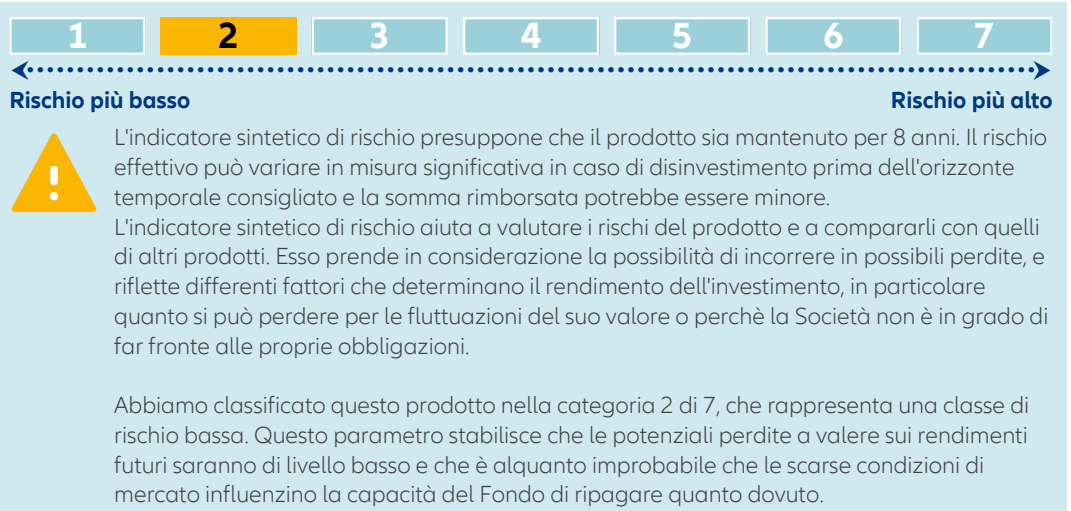 1 2 3 4 5 6 7
Rischio più basso Rischio più alto
L'indicatore sintetico di rischio presuppone che il prodotto sia mantenuto per 8 anni. Il rischio
effettivo può variare in misura significativa in caso di disinvestimento prima dell'orizzonte
temporale consigliato e la somma rimborsata potrebbe essere minore.
L'indicatore sintetico di rischio aiuta a valutare i rischi del prodotto e a compararli con quelli
di altri prodotti. Esso prende in considerazione la possibilità di incorrere in possibili perdite, e
riflette differenti fattori che determinano il rendimento dell'investimento, in particolare
quanto si può perdere per le fluttuazioni del suo valore o perchè la Società non è in grado di
far fronte alle proprie obbligazioni.
Abbiamo classificato questo prodotto nella categoria 2 di 7, che rappresenta una classe di
rischio bassa. Questo parametro stabilisce che le potenziali perdite a valere sui rendimenti
futuri saranno di livello basso e che è alquanto improbabile che le scarse condizioni di
mercato influenzino la capacità del Fondo di ripagare quanto dovuto.